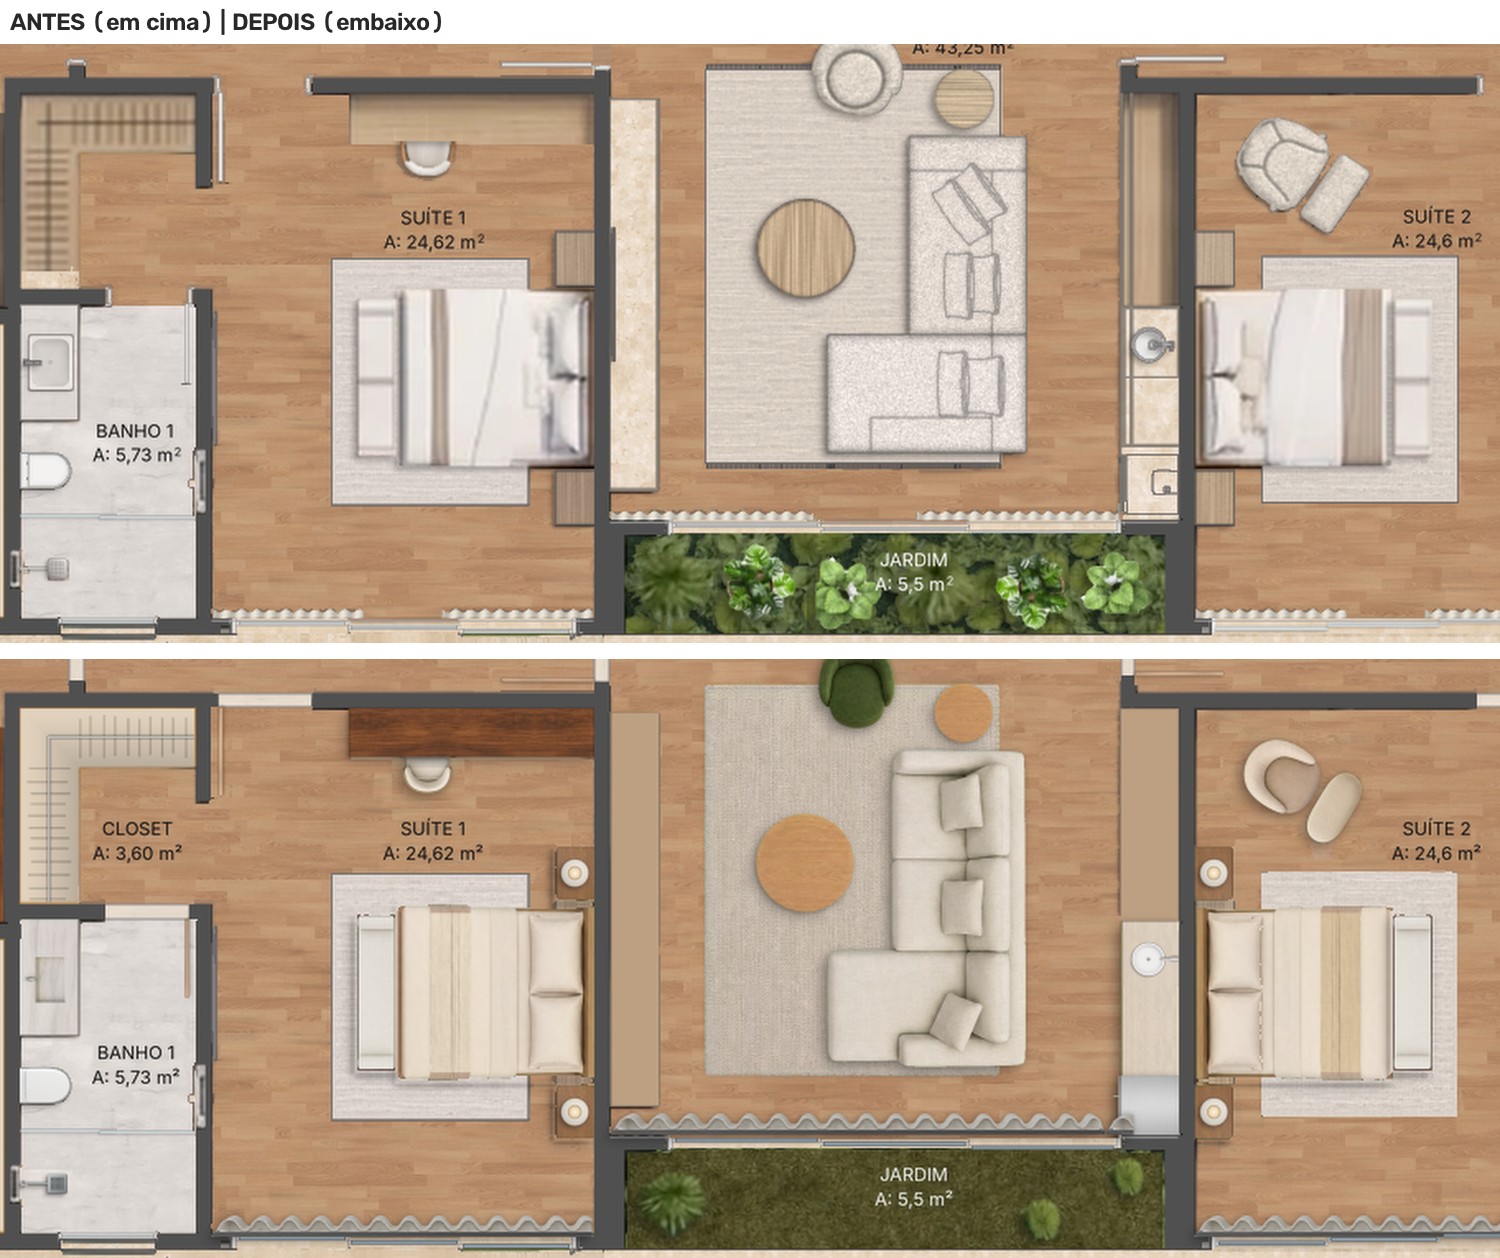 ANTES (em cima) | DEPOIS (embaixo)
A: 43,25 m²
SUÍTE 1
A: 24,62 m²
SUÍTE 2
A: 24,6 m²
BANHO 1
A: 5,73 m²
JARDIM
A: 5,5 m²
CLOSET
A: 3,60 m²
SUÍTE 1
A: 24,62 m²
SUÍTE 2
A: 24,6 m²
BANHO 1
A: 5,73 m²
JARDIM
A: 5,5 m²